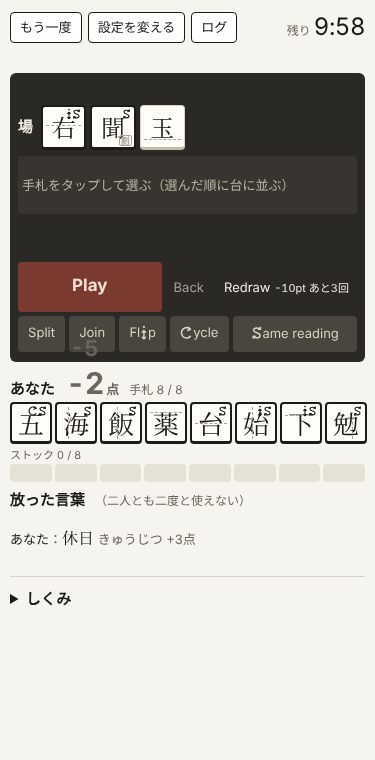 もう一度 設定を変える ログ 残り 9:58
場 右 聞 玉
手札をタップして選ぶ（選んだ順に台に並ぶ）
Play Back Redraw -10pt あと3回
Split Join Flip Cycle Same reading
-5
あなた -2点 手札 8 / 8
五 海 飯 薬 台 始 下 勉
ストック 0 / 8
放った言葉 （二人とも二度と使えない）
あなた：休日 きゅうじつ +3点
▶ しくみ